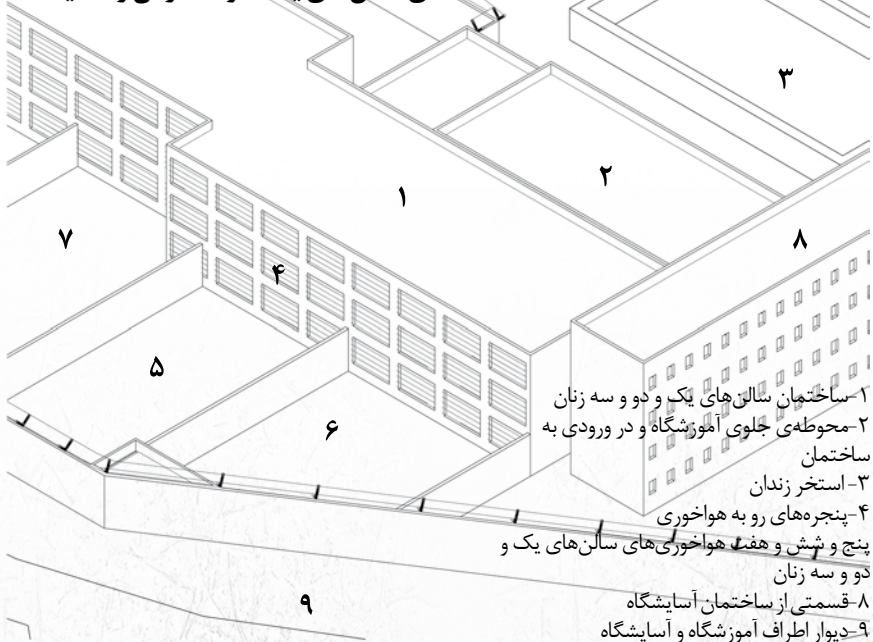 ۳
۲
۱
۸
۷
۴
۵
۶
۱-ساختمان سالن‌های یک و دو و سه زنان
۲-محوطه‌ی جلوی آموزشگاه و در ورودی به
ساختمان
۳-استخر زندان
۴-پنجره‌های رو به هواخوری
پنج و شش و هفت هواخوری‌های سالن‌های یک و
دو و سه زنان
۸-قسمتی از ساختمان آسایشگاه
۹-دیوار اطراف آموزشگاه و آسایشگاه
۹